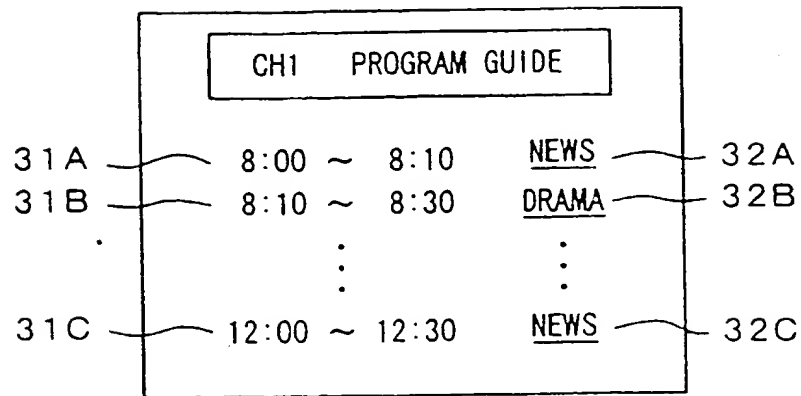 CH1 PROGRAM GUIDE
31A 8:00 ~ 8:10 NEWS 32A
31B 8:10 ~ 8:30 DRAMA 32B
31C 12:00 ~ 12:30 NEWS 32C